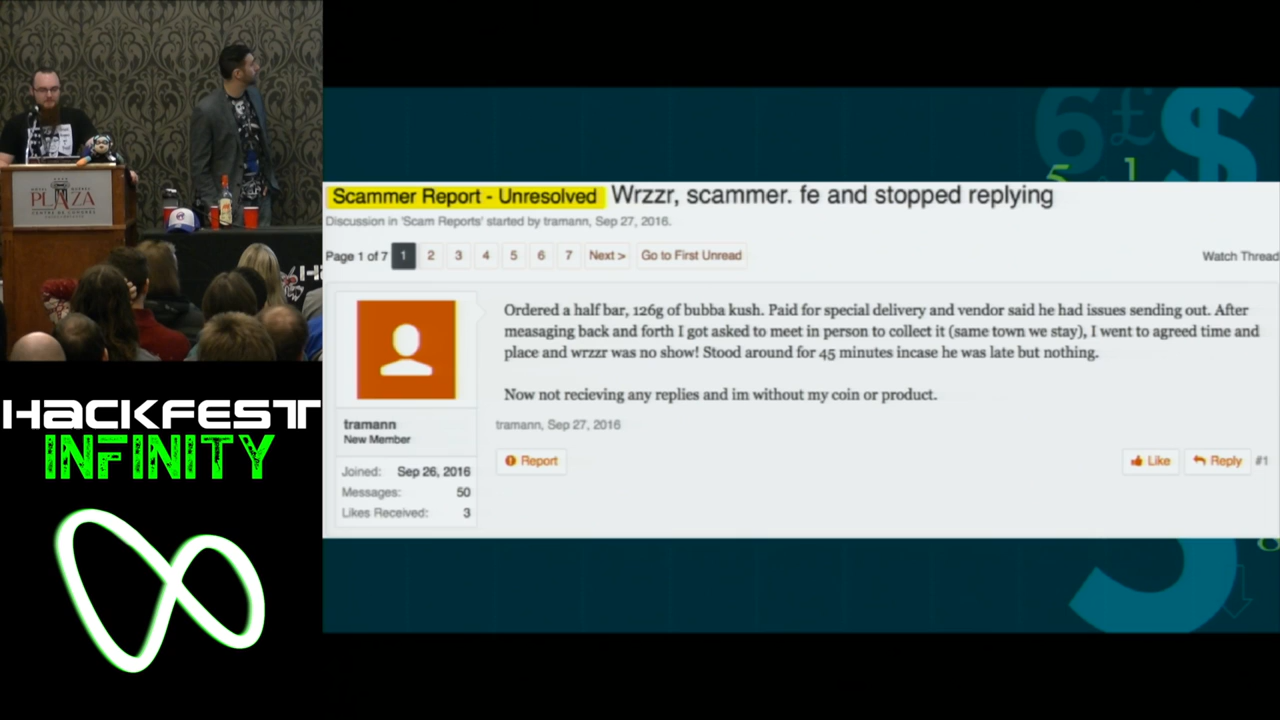 PLAZA
CENTRE DE CONGRÈS
HACKFEST
INFINITY
6 £ $
5 1
Scammer Report - Unresolved Wrzzr, scammer. fe and stopped replying
Discussion in 'Scam Reports' started by tramann, Sep 27, 2016.
Page 1 of 7 1 2 3 4 5 6 7 Next > Go to First Unread Watch Thread
Ordered a half bar, 126g of bubba kush. Paid for special delivery and vendor said he had issues sending out. After
measaging back and forth I got asked to meet in person to collect it (same town we stay), I went to agreed time and
place and wrzzr was no show! Stood around for 45 minutes incase he was late but nothing.
Now not recieving any replies and im without my coin or product.
tramann
New Member
tramann, Sep 27, 2016
Joined: Sep 26, 2016
Messages: 50
Likes Received: 3
Report
Like Reply #1